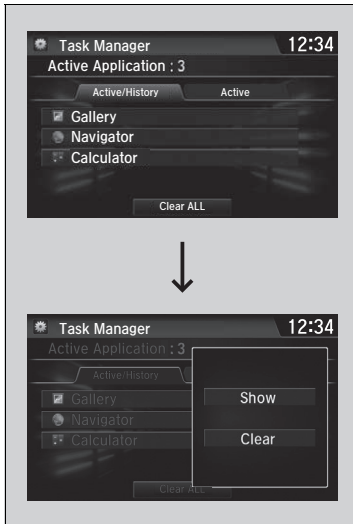 Task Manager 12:34
Active Application : 3
Active/History Active
Gallery
Navigator
Calculator
Clear ALL
Task Manager 12:34
Active Application : 3
Active/History
Gallery
Show
Navigator
Calculator
Clear
Clear ALL